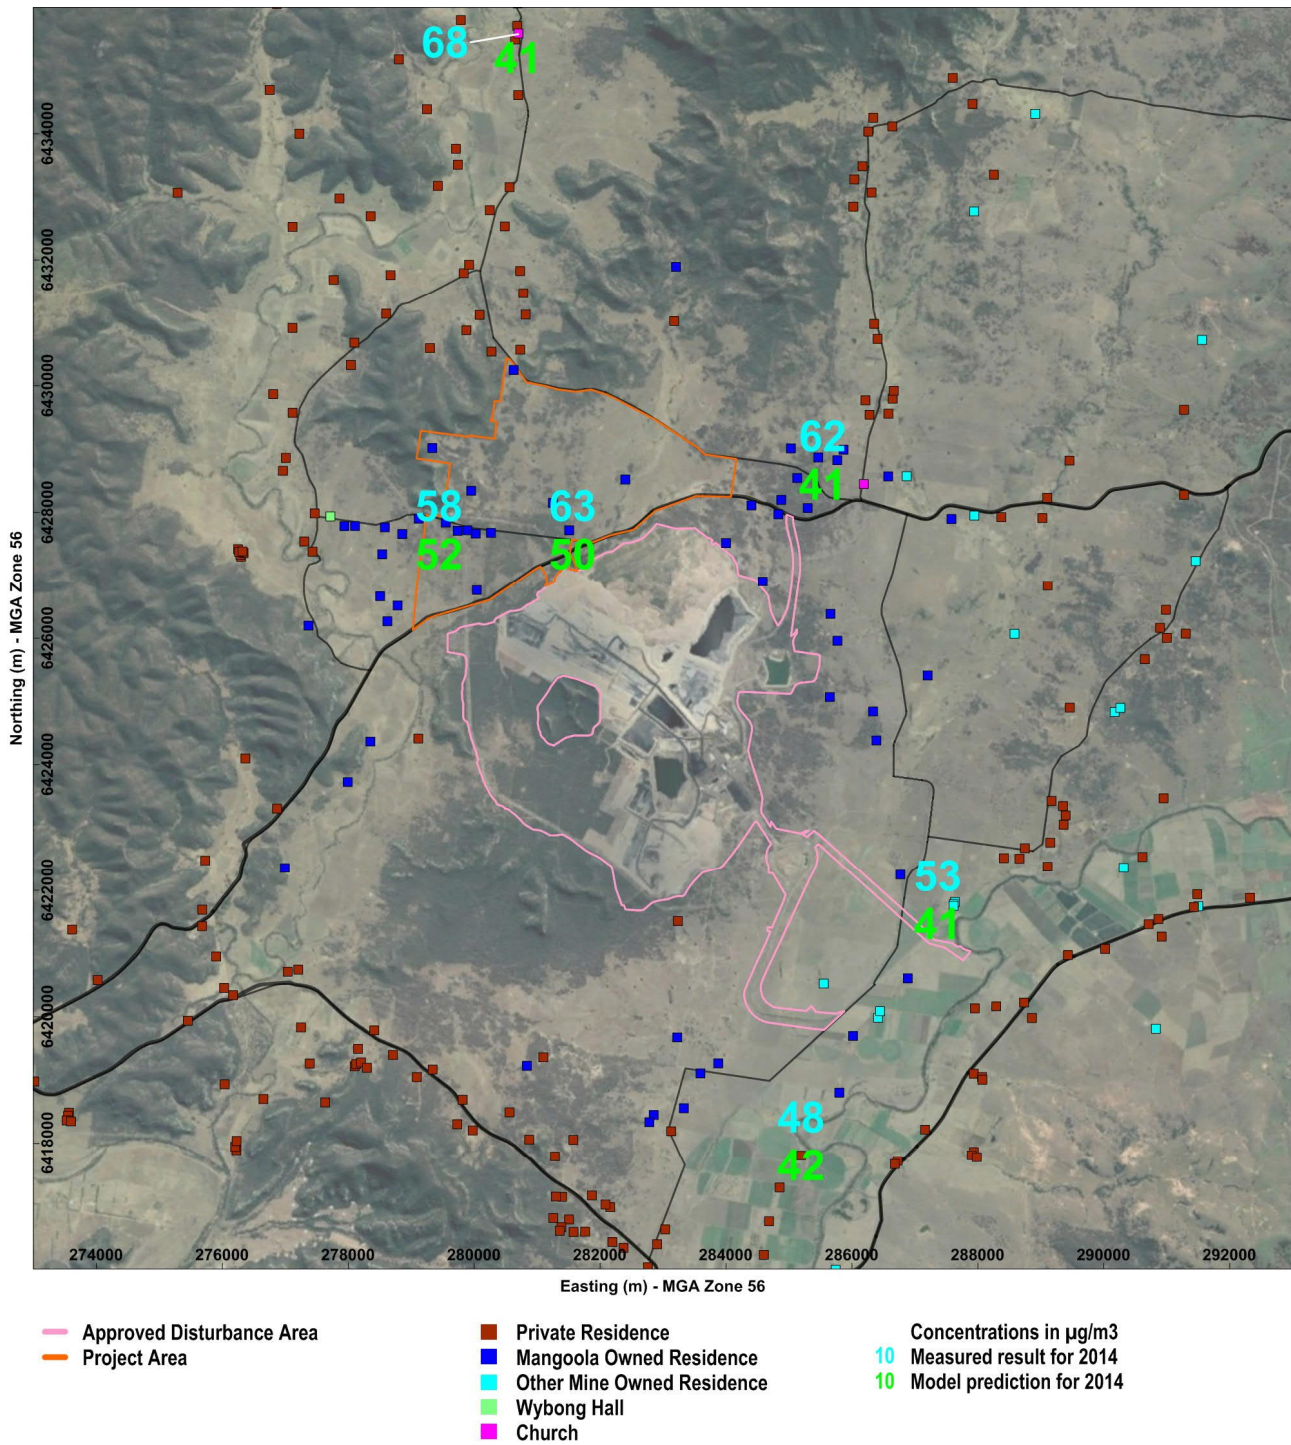 68
41
6434000
6432000
6430000
62
41
58
63
52
50
6428000
6426000
6424000
53
41
6422000
6420000
48
42
6418000
Northing (m) - MGA Zone 56
274000 276000 278000 280000 282000 284000 286000 288000 290000 292000
Easting (m) - MGA Zone 56
Approved Disturbance Area
Project Area
Private Residence
Mangoola Owned Residence
Other Mine Owned Residence
Wybong Hall
Church
Concentrations in µg/m3
10 Measured result for 2014
10 Model prediction for 2014